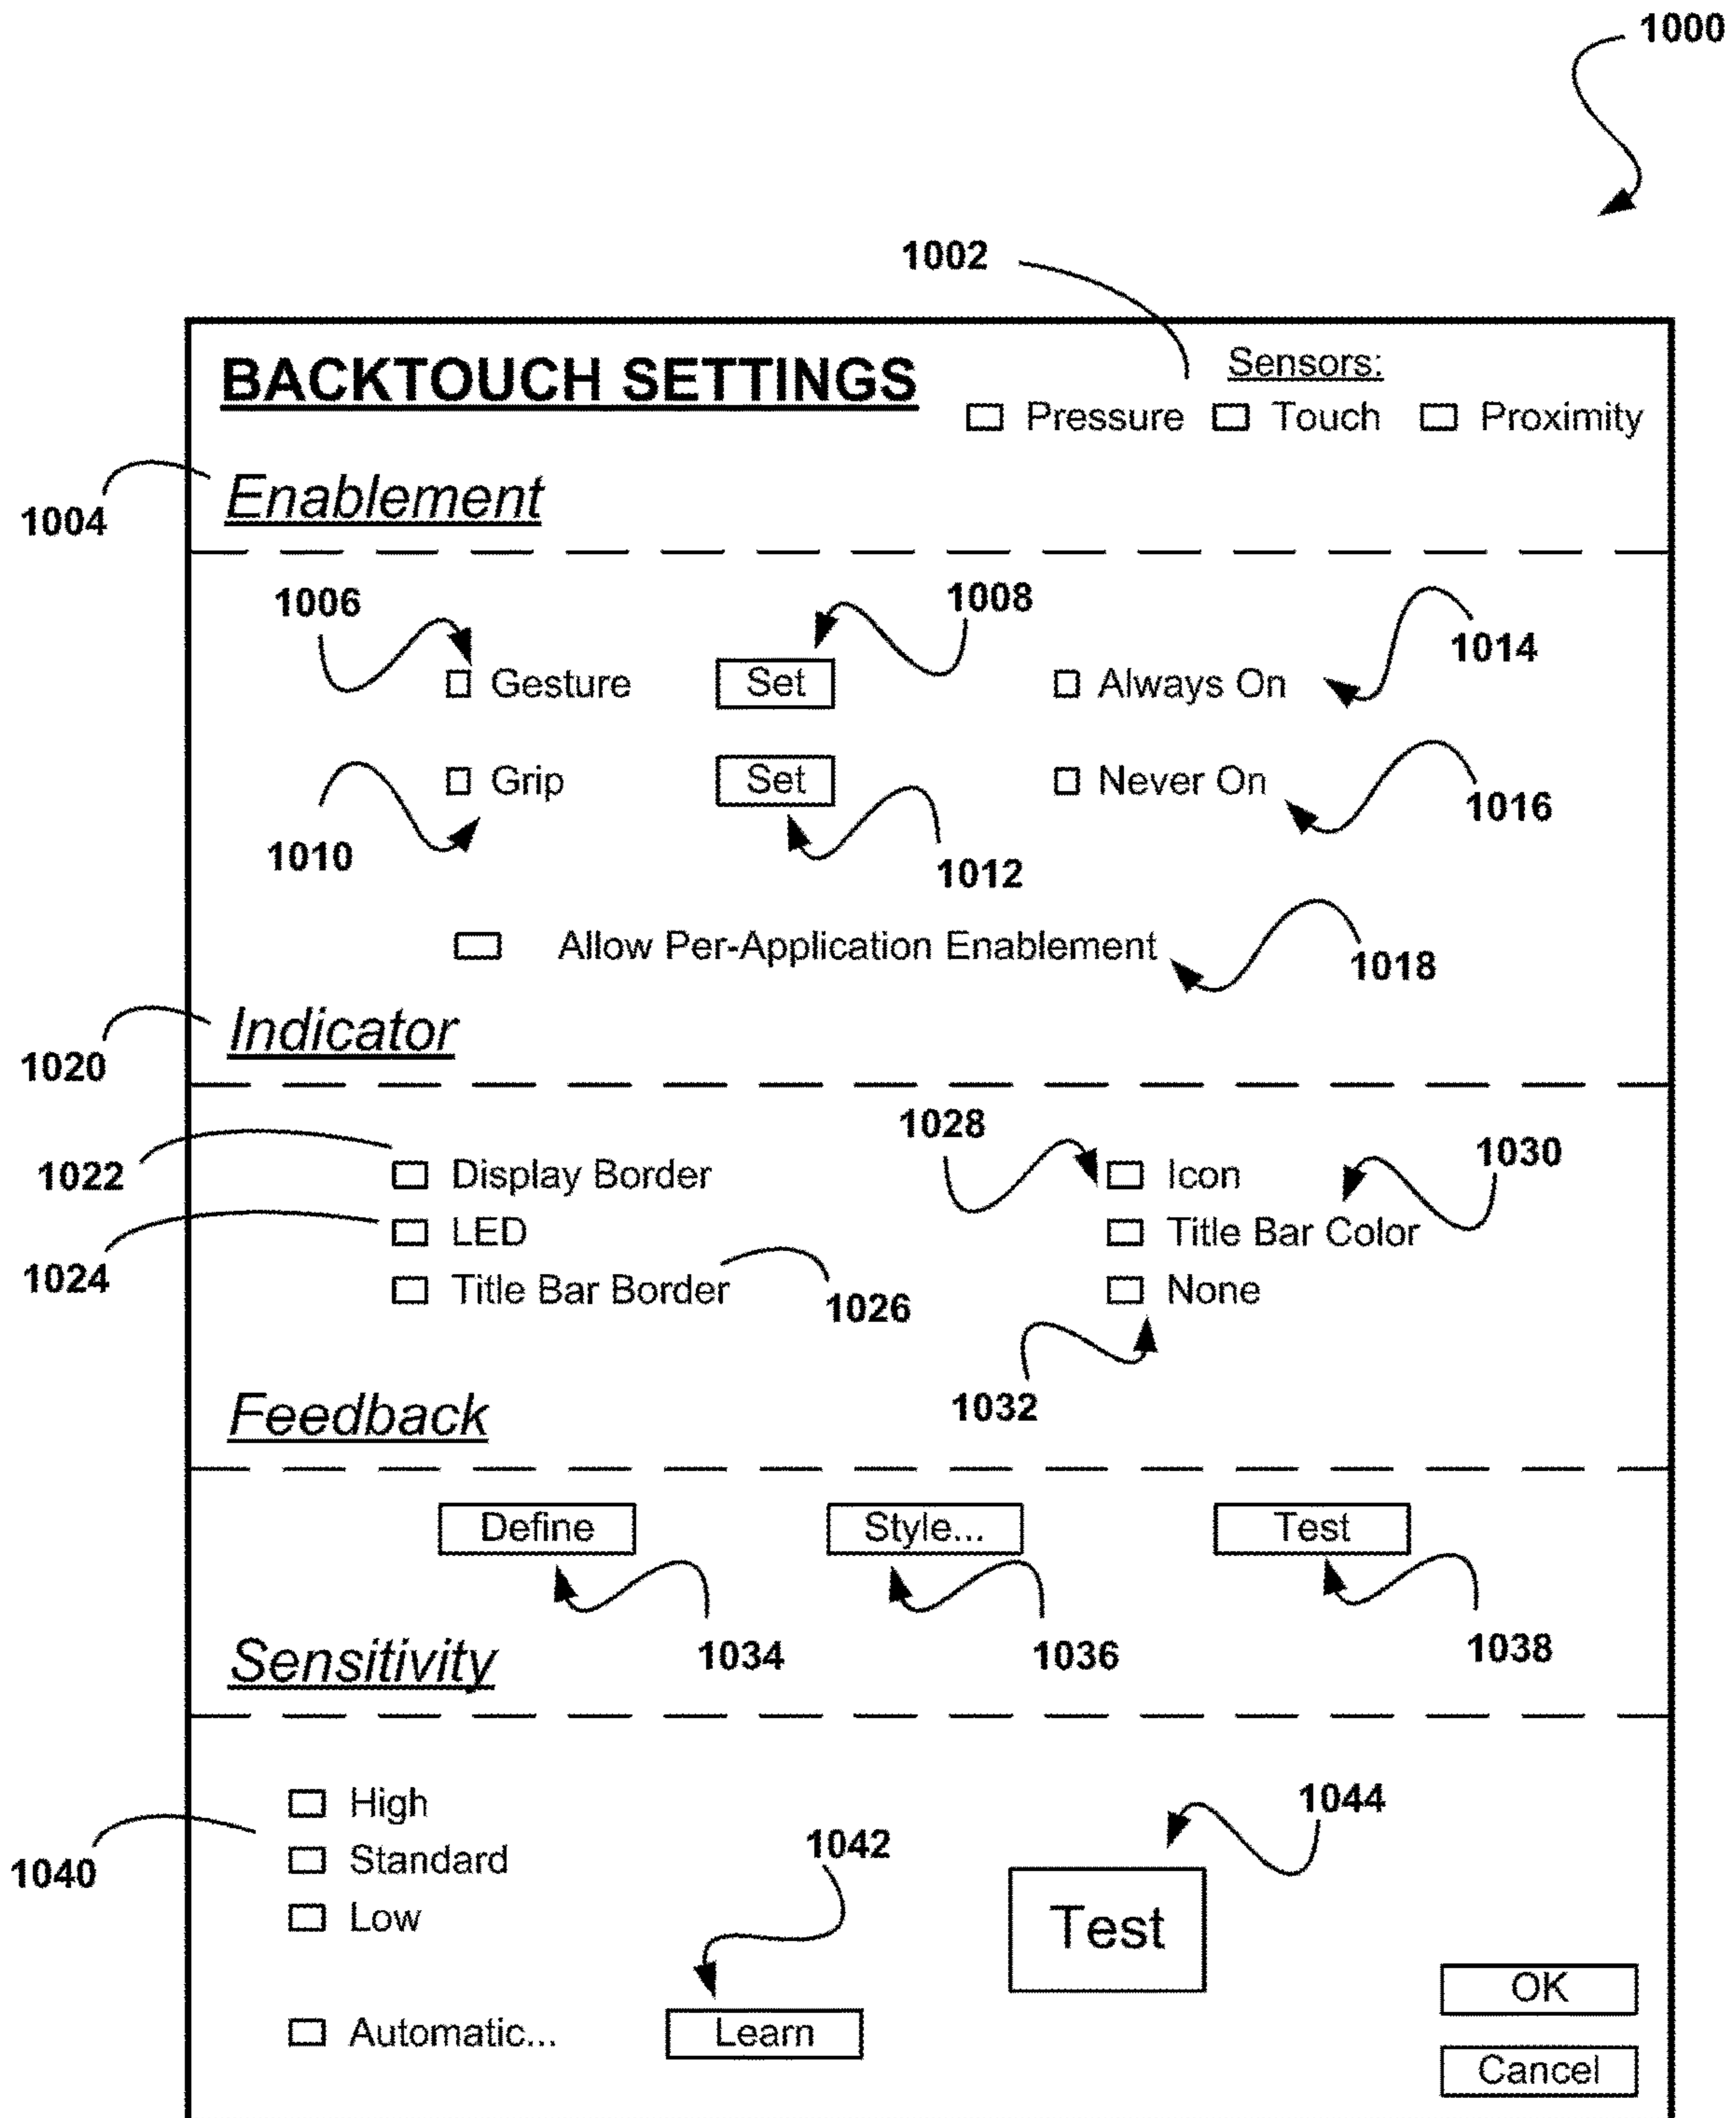 1000
1002
BACKTOUCH SETTINGS
Sensors:
Pressure Touch Proximity
1004
Enablement
1006 1008
1014
Gesture Set Always On
Grip Set Never On
1016
1010 1012
Allow Per-Application Enablement
1018
Indicator
1020
1028 1030
1022
Display Border Icon
LED Title Bar Color
1024
Title Bar Border None
1026
1032
Feedback
Define Style... Test
1034 1036 1038
Sensitivity
1044
High
1042
Standard
1040
Low
Test
OK
Automatic... Learn
Cancel